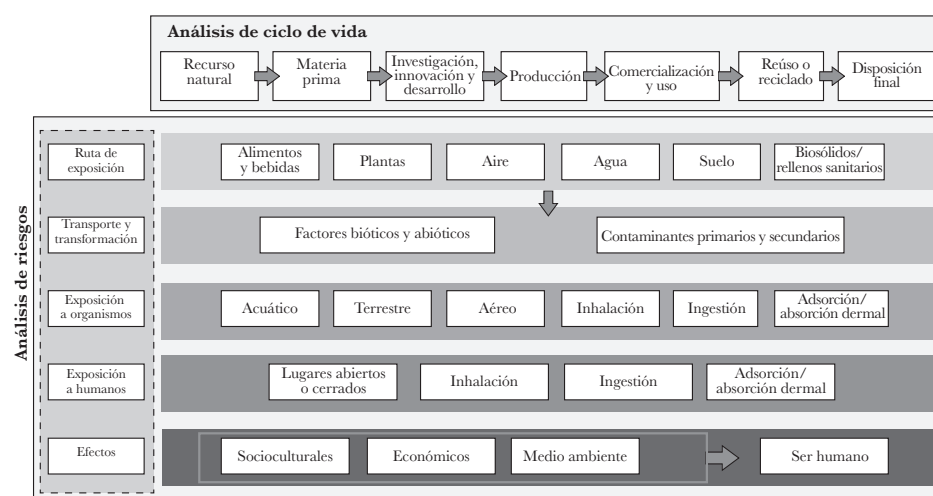 Análisis de ciclo de vida
Recurso
natural
Materia
prima
Investigación,
innovación y
desarrollo
Producción
Comercialización
y uso
Reúso o
reciclado
Disposición
final
Análisis de riesgos
Ruta de
exposición
Alimentos
y bebidas
Plantas
Aire
Agua
Suelo
Biosólidos/
rellenos sanitarios
Transporte y
transformación
Factores bióticos y abióticos
Contaminantes primarios y secundarios
Exposición
a organismos
Acuático
Terrestre
Aéreo
Inhalación
Ingestión
Adsorción/
absorción dermal
Exposición
a humanos
Lugares abiertos
o cerrados
Inhalación
Ingestión
Adsorción/
absorción dermal
Efectos
Socioculturales
Económicos
Medio ambiente
Ser humano